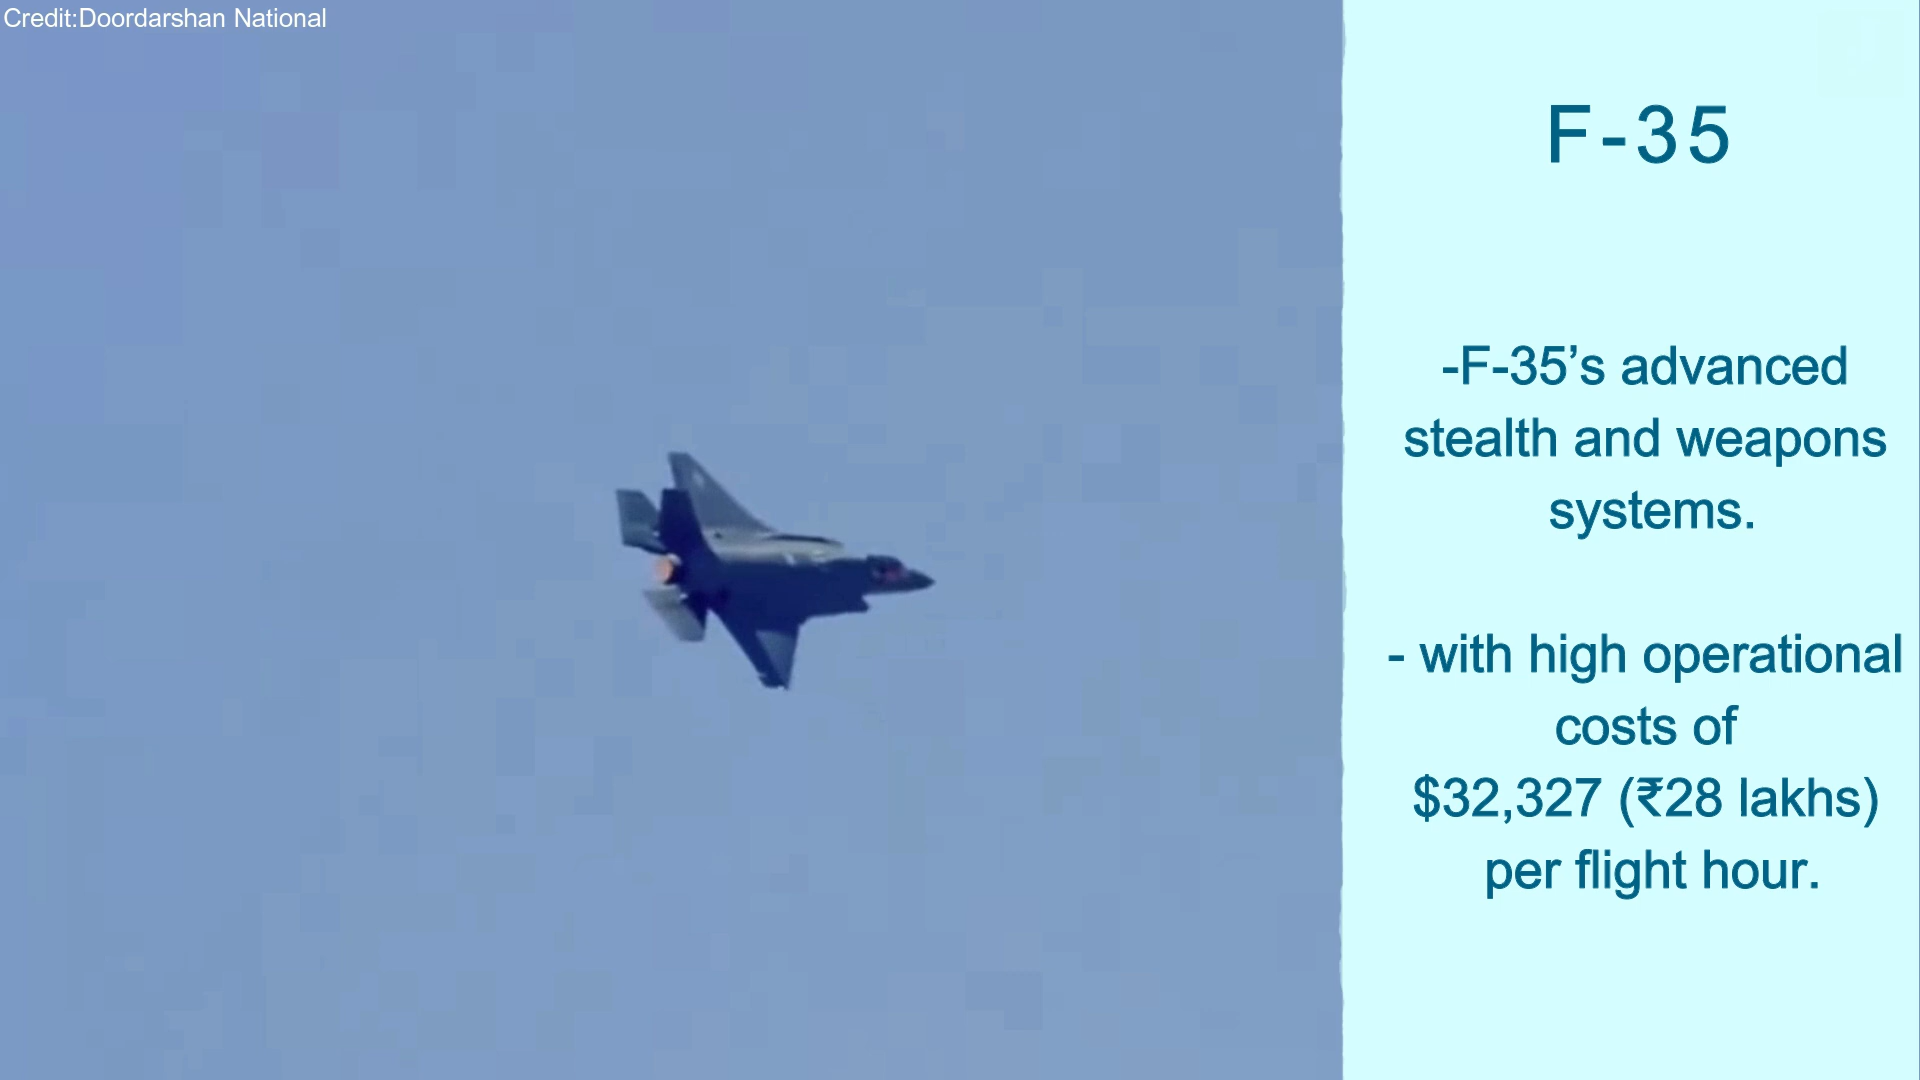 Credit:Doordarshan National
F-35
-F-35’s advanced
stealth and weapons
systems.
- with high operational
costs of
$32,327 (₹28 lakhs)
per flight hour.